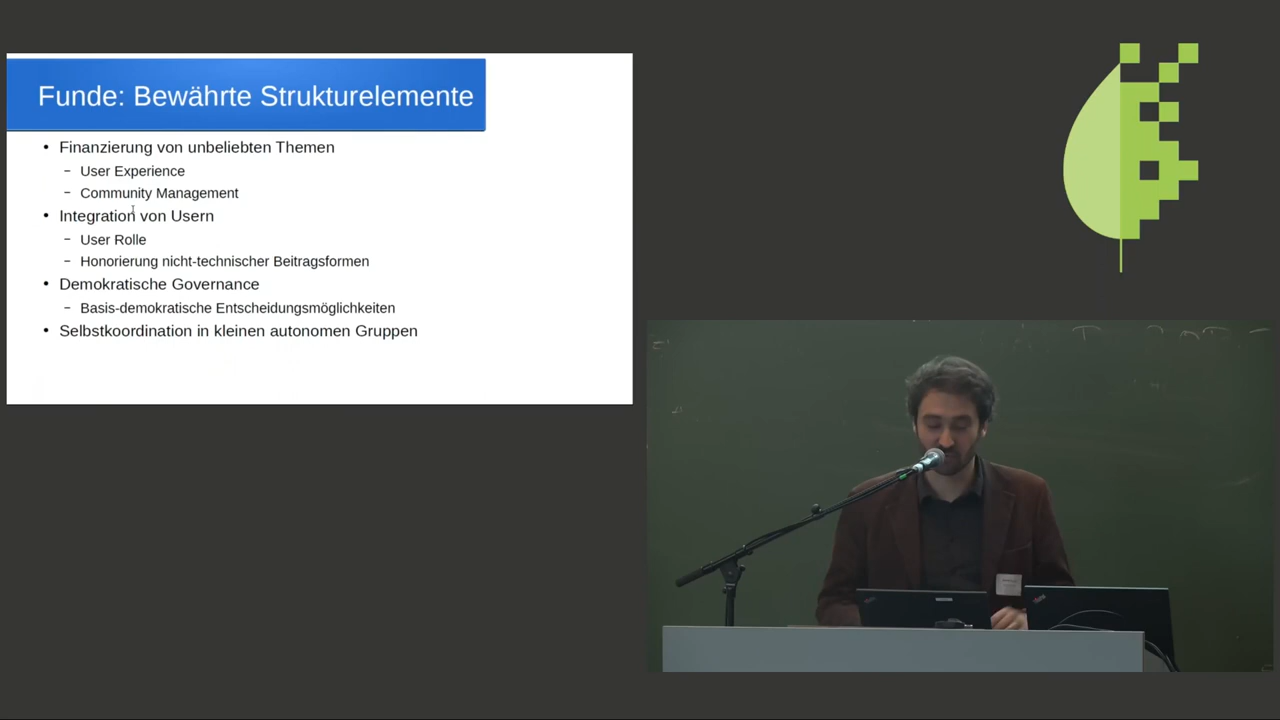 Funde: Bewährte Strukturelemente
• Finanzierung von unbeliebten Themen
– User Experience
– Community Management
• Integration von Usern
– User Rolle
– Honorierung nicht-technischer Beitragsformen
• Demokratische Governance
– Basis-demokratische Entscheidungsmöglichkeiten
• Selbstkoordination in kleinen autonomen Gruppen